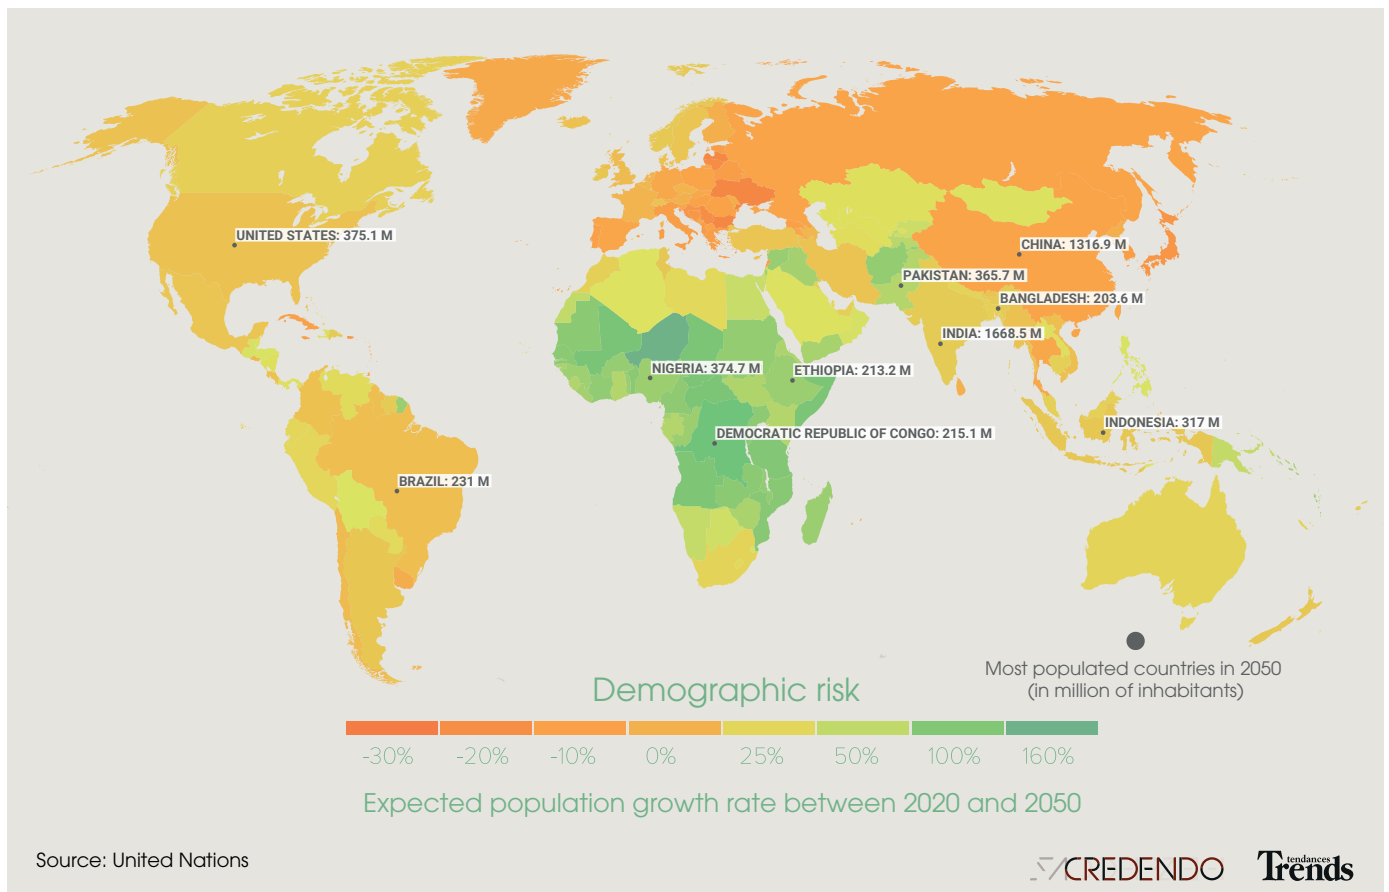 UNITED STATES: 375.1 M
CHINA: 1316.9 M
PAKISTAN: 365.7 M
BANGLADESH: 203.6 M
INDIA: 1668.5 M
NIGERIA: 374.7 M
ETHIOPIA: 213.2 M
INDONESIA: 317 M
DEMOCRATIC REPUBLIC OF CONGO: 215.1 M
BRAZIL: 231 M
Most populated countries in 2050
(in million of inhabitants)
Demographic risk
-30% -20% -10% 0% 25% 50% 100% 160%
Expected population growth rate between 2020 and 2050
Source: United Nations
CREDENDO
tendances
Trends